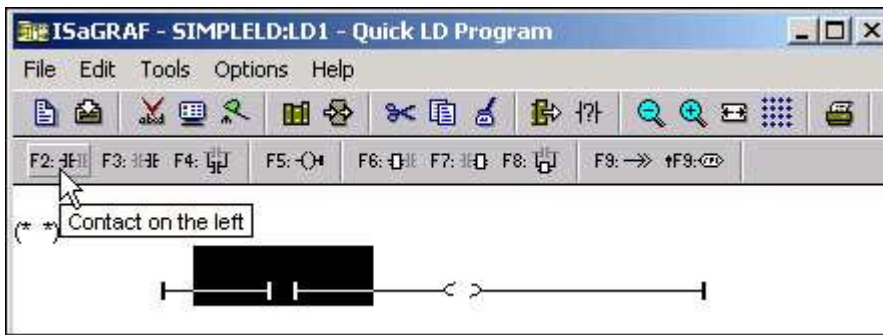 ISaGRAF - SIMPLELD:LD1 - Quick LD Program
File Edit Tools Options Help
abcd
F2: F3: F4: F5: F6: F7: F8: F9: ↑F9:
Contact on the left
(* *)